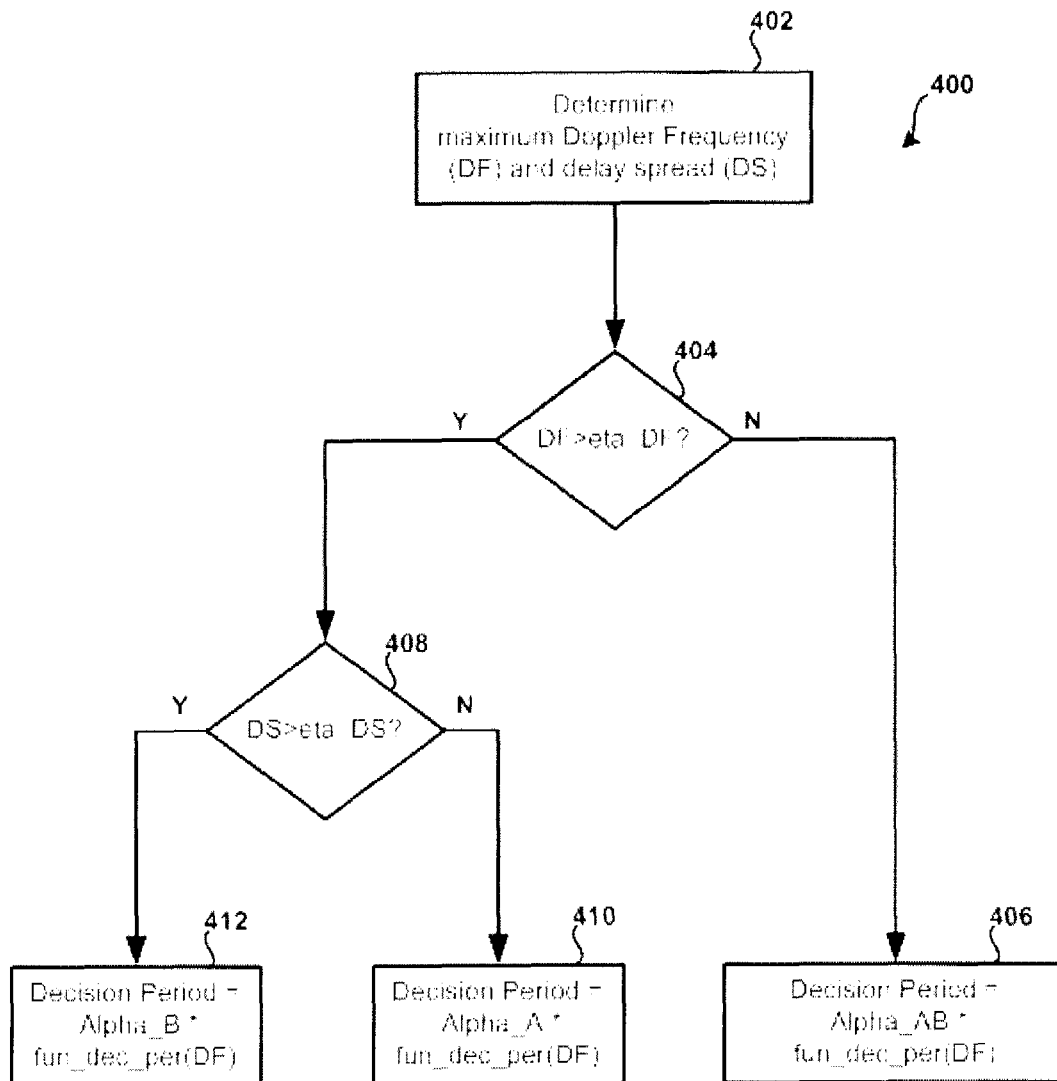 402
400
Determine
maximum Doppler Frequency
(DF) and delay spread (DS)
404
Y
N
DF>eta_DF?
408
Y
N
DS>eta_DS?
412
410
406
Decision Period =
Alpha_B *
fun_dec_per(DF)
Decision Period =
Alpha_A *
fun_dec_per(DF)
Decision Period =
Alpha_AB *
fun_dec_per(DF)